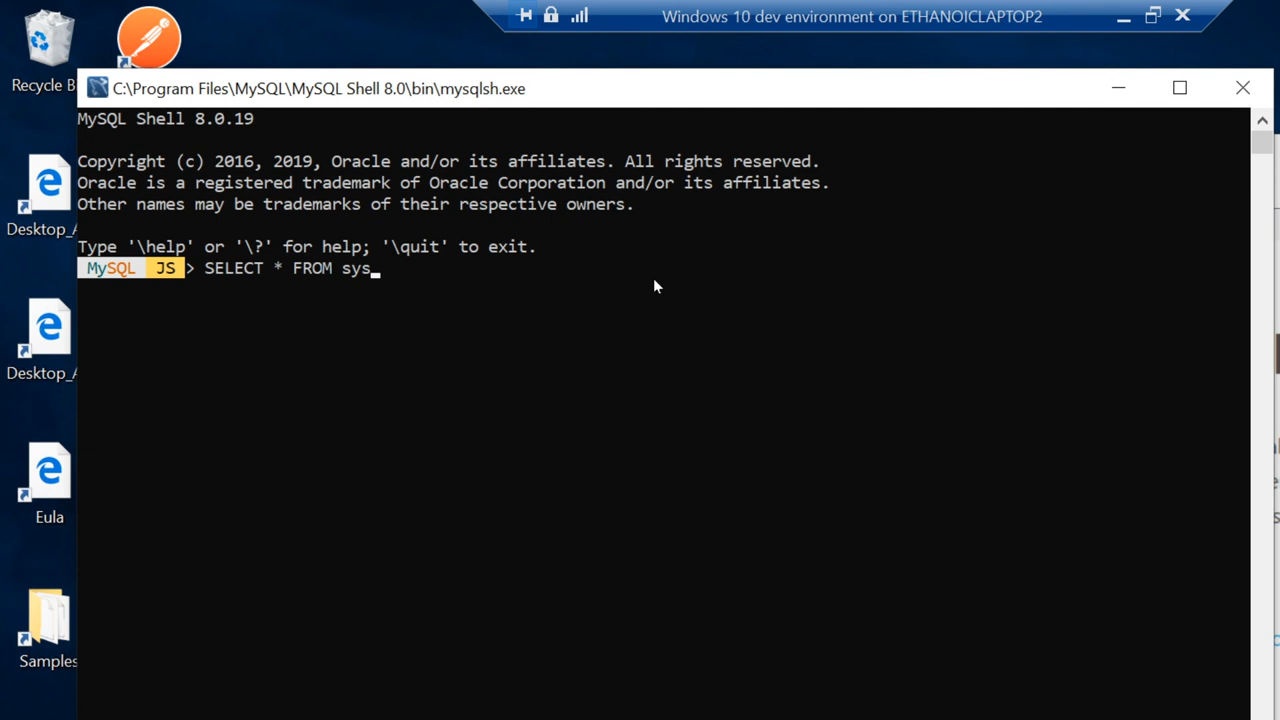 Windows 10 dev environment on ETHANOICLAPTOP2
Recycle B
C:\Program Files\MySQL\MySQL Shell 8.0\bin\mysqlsh.exe
MySQL Shell 8.0.19
Copyright (c) 2016, 2019, Oracle and/or its affiliates. All rights reserved.
Oracle is a registered trademark of Oracle Corporation and/or its affiliates.
Other names may be trademarks of their respective owners.
Type '\help' or '\?' for help; '\quit' to exit.
MySQL JS > SELECT * FROM sys_
Desktop_A
Desktop_A
Eula
Samples